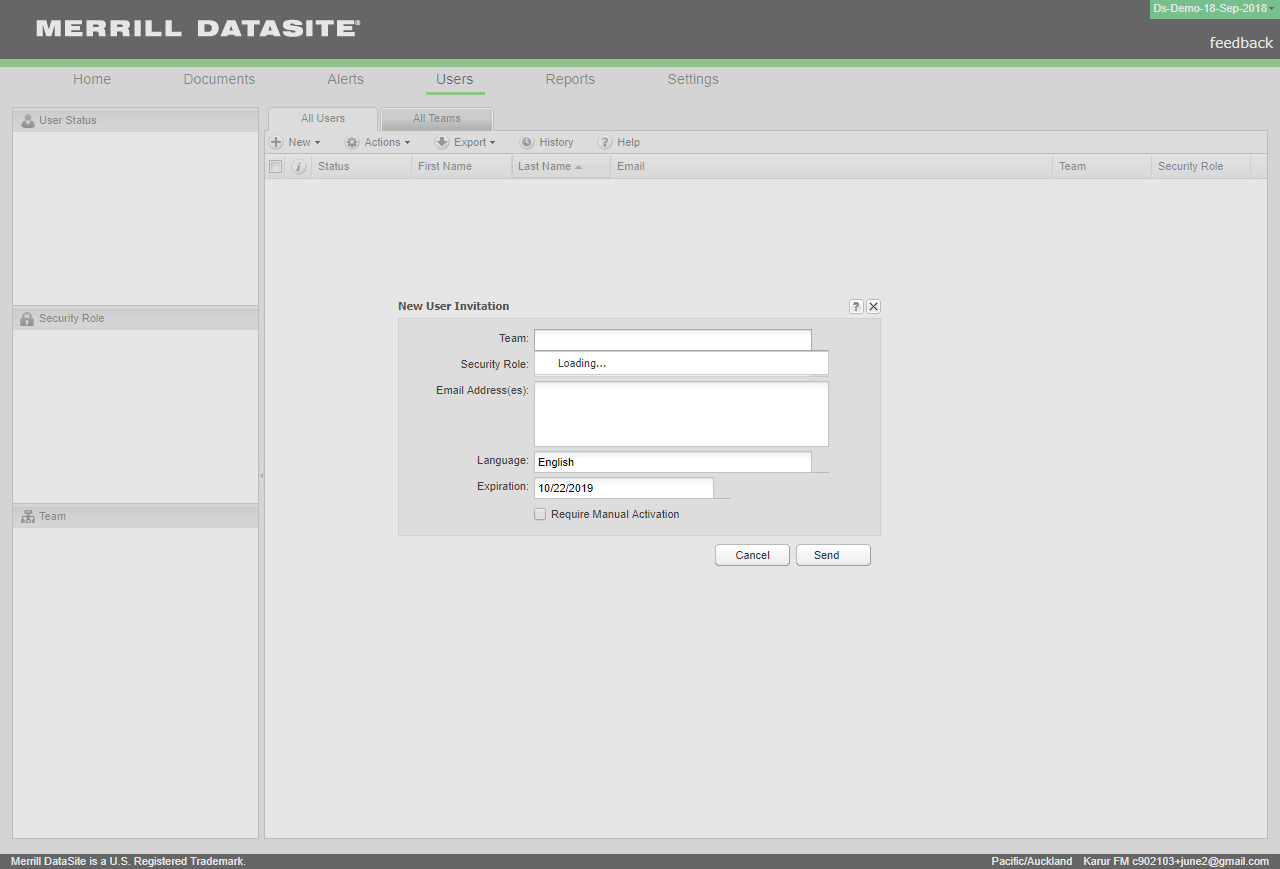 MERRILL DATASITE®
Ds-Demo-18-Sep-2018
feedback
Home Documents Alerts Users Reports Settings
User Status
Security Role
Team
All Users All Teams
New Actions Export History ? Help
i Status First Name Last Name Email Team Security Role
New User Invitation ?
Team:
Security Role: Loading...
Email Address(es):
Language: English
Expiration: 10/22/2019
Require Manual Activation
Cancel Send
Merrill DataSite is a U.S. Registered Trademark. Pacific/Auckland Karur FM c902103+june2@gmail.com